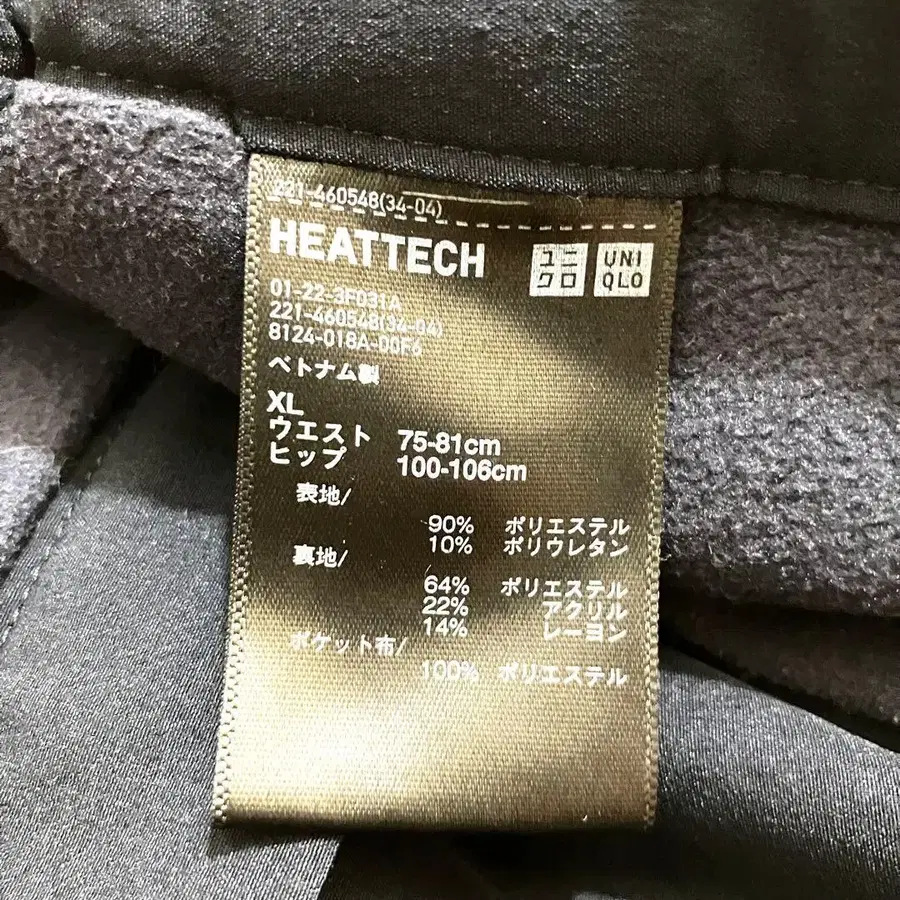 221-460548(34-04)
HEATTECH
ユニクロ
UNIQLO
01_22-3F031A
221-460548(34-04)
8124-018A-00F6
ベトナム製
XL
ウエスト 75-81cm
ヒップ 100-106cm
表地/
90% ポリエステル
10% ポリウレタン
裏地/
64% ポリエステル
22% アクリル
14% レーヨン
ポケット布/
100% ポリエステル